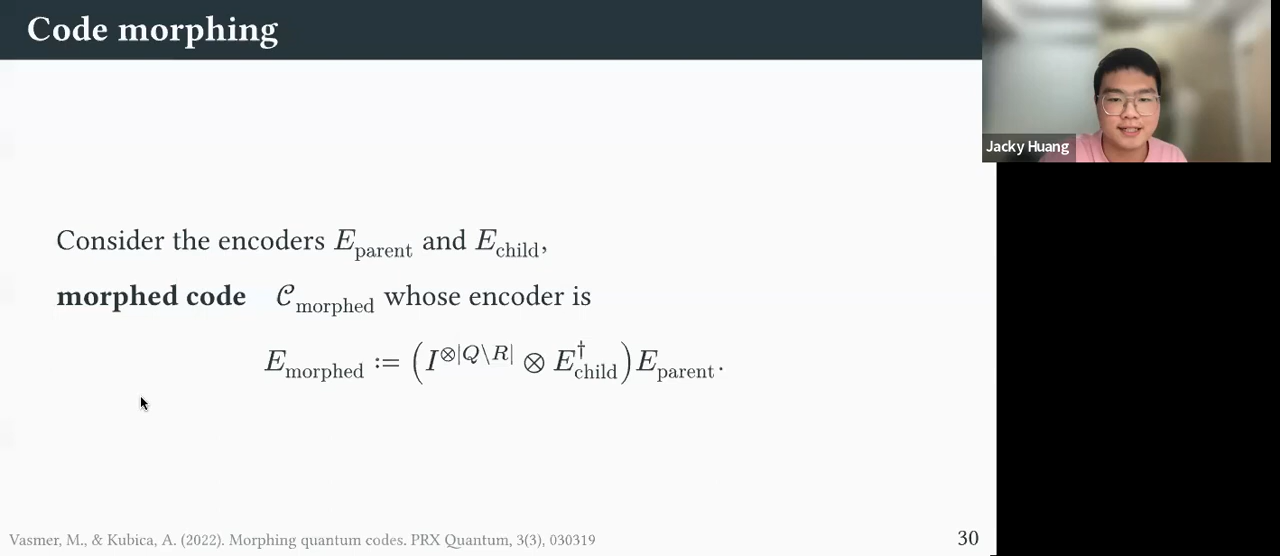 Code morphing
Jacky Huang
Consider the encoders E_parent and E_child,
morphed code 𝒞_morphed whose encoder is
E_morphed := (I^{⊗|Q\R|} ⊗ E_child^†) E_parent.
Vasmer, M., & Kubica, A. (2022). Morphing quantum codes. PRX Quantum, 3(3), 030319
30